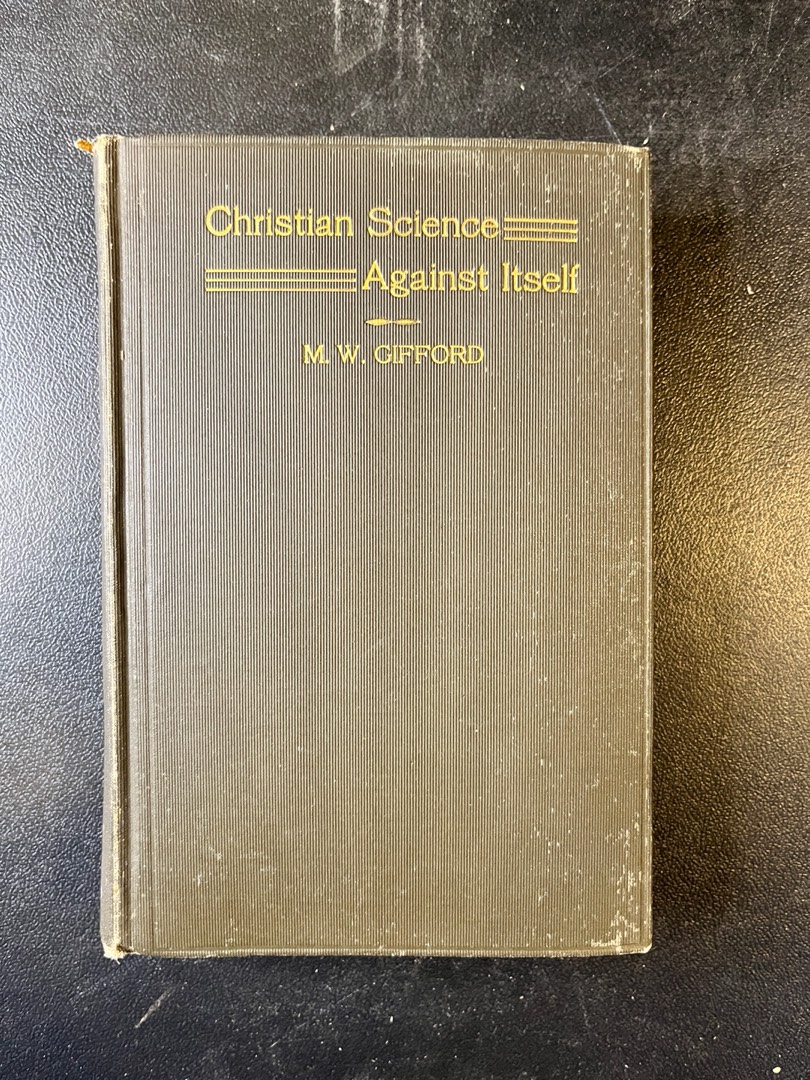 Christian Science
Against Itself
M. W. GIFFORD